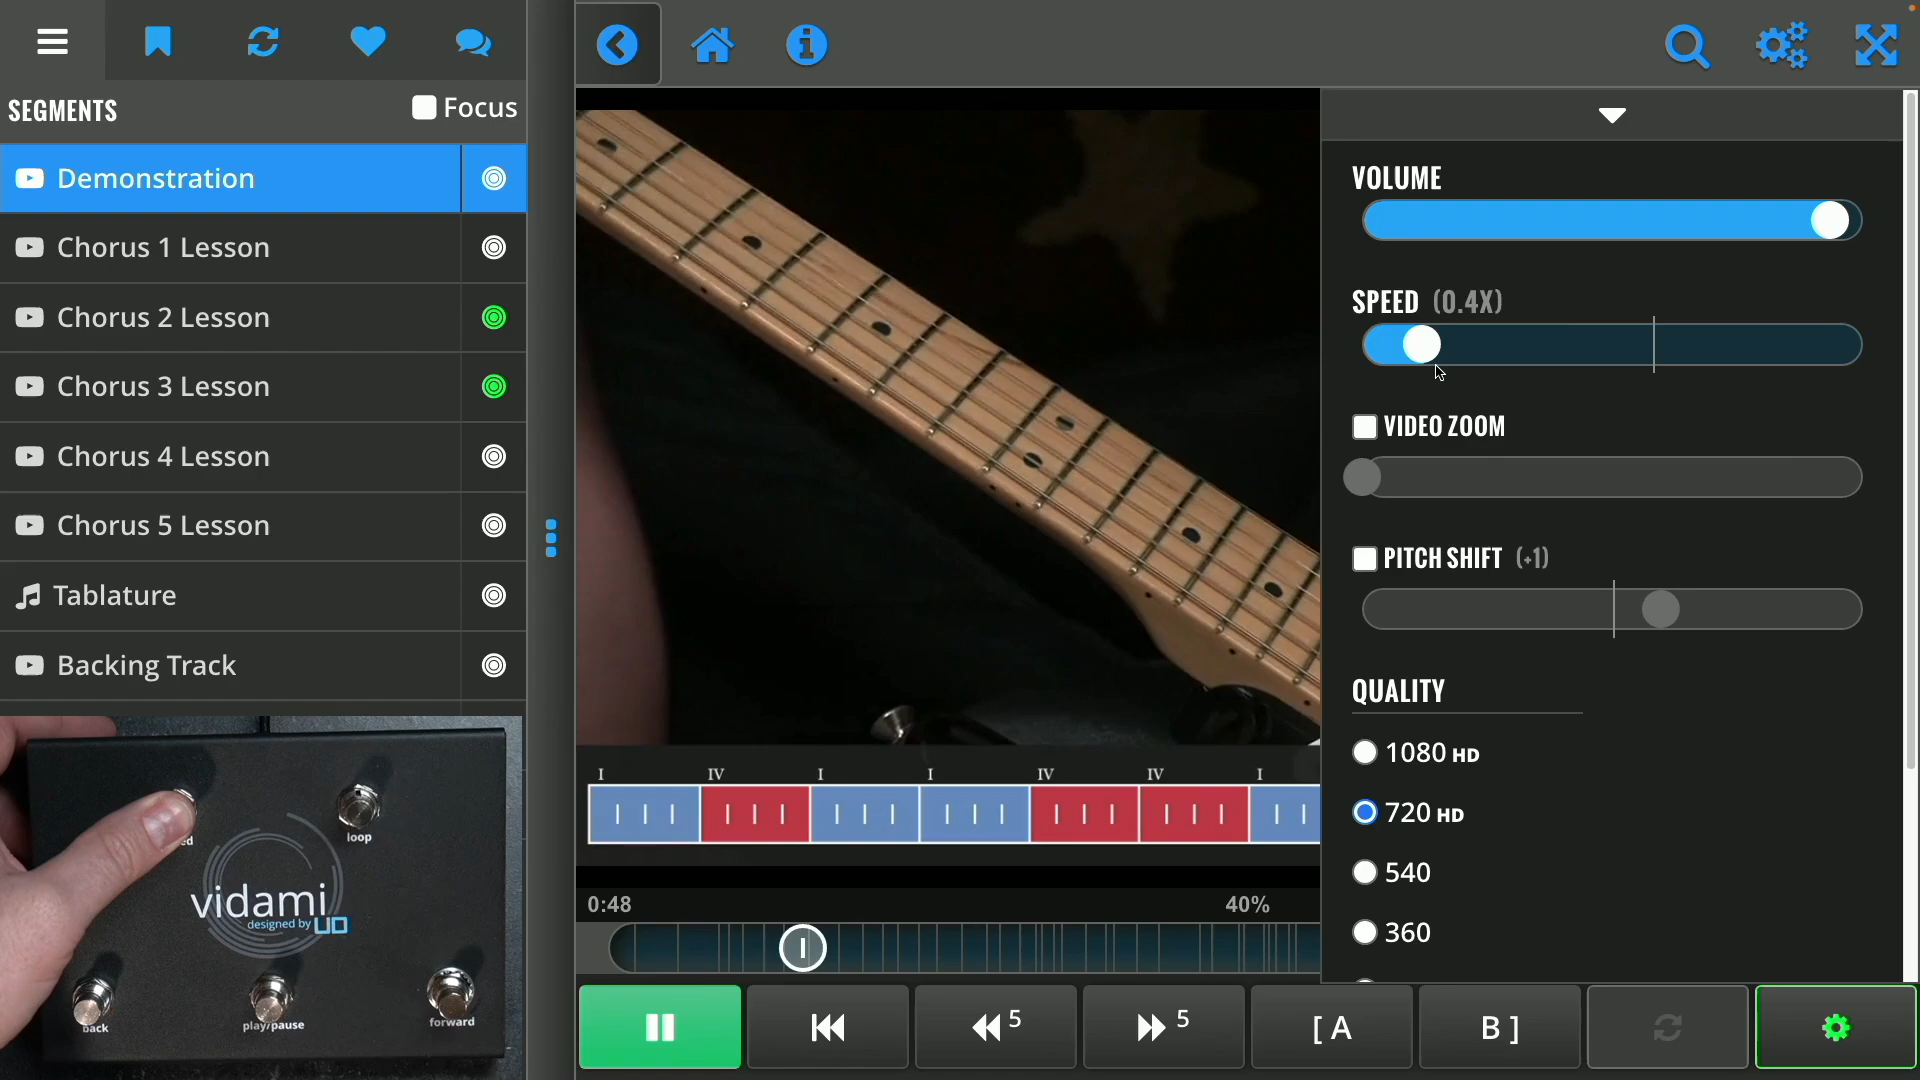 SEGMENTS
Focus
Demonstration
Chorus 1 Lesson
Chorus 2 Lesson
Chorus 3 Lesson
Chorus 4 Lesson
Chorus 5 Lesson
Tablature
Backing Track
loop
vidami
designed by UD
back
play/pause
forward
VOLUME
SPEED (0.4X)
VIDEO ZOOM
PITCH SHIFT (+1)
QUALITY
1080 HD
720 HD
540
360
I IV I I IV IV I
0:48 40%
5 5 [ A B ]